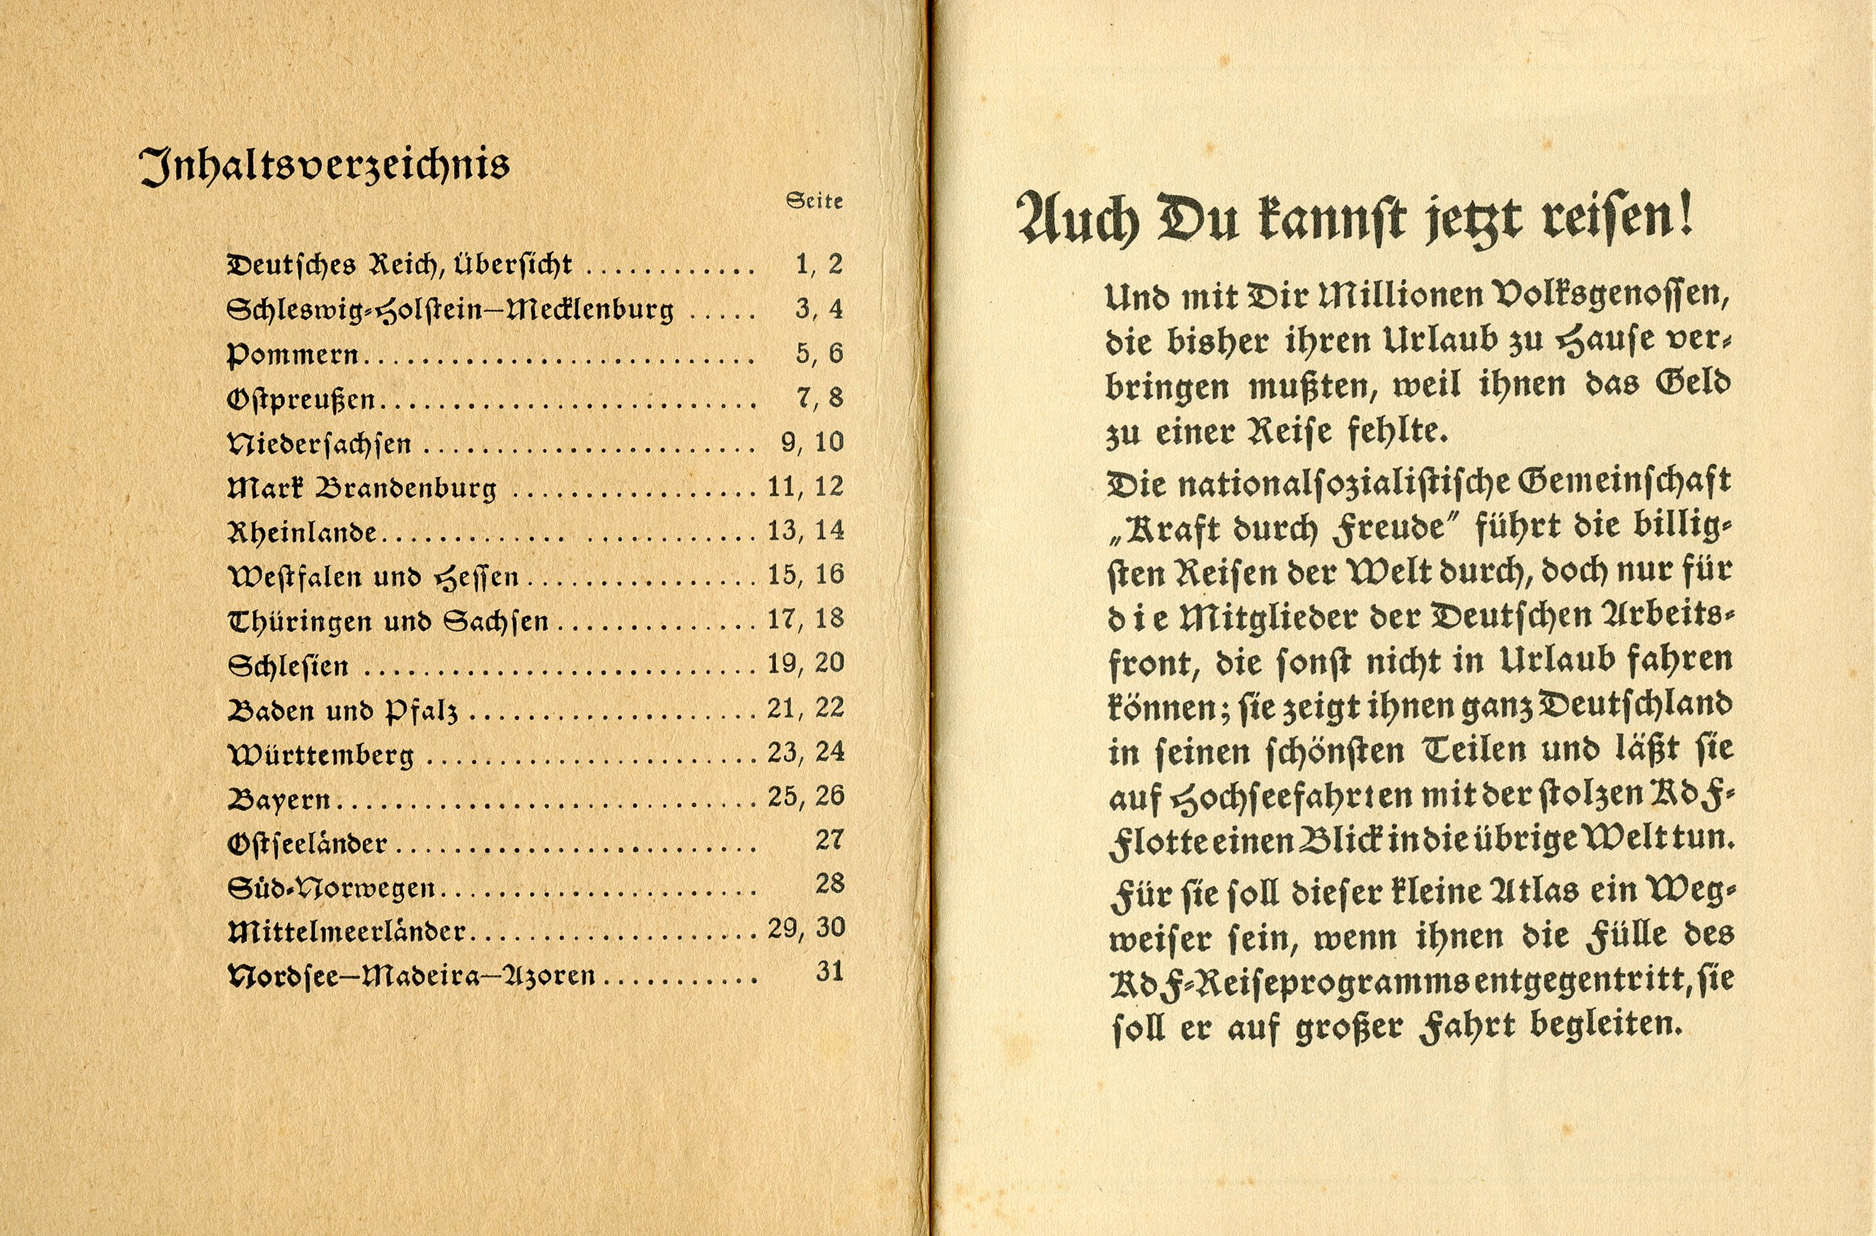 Inhaltsverzeichnis
Seite
Deutsches Reich, Übersicht ............ 1, 2
Schleswig-Holstein—Mecklenburg ..... 3, 4
Pommern........................... 5, 6
Ostpreußen.......................... 7, 8
Niedersachsen ....................... 9, 10
Mark Brandenburg ................. 11, 12
Rheinlande............. ............ 13, 14
Westfalen und Hessen................ 15, 16
Thüringen und Sachsen.............. 17, 18
Schlesien ........................... 19, 20
Baden und Pfalz .................... 21, 22
Württemberg ....................... 23, 24
Bayern............................. 25, 26
Ostseeländer ......................... 27
Süd-Norwegen...................... 28
Mittelmeerländer.................... 29, 30
Nordsee—Madeira—Azoren........... 31
Auch Du kannst jetzt reisen!
Und mit Dir Millionen Volksgenossen,
die bisher ihren Urlaub zu Hause ver-
bringen mußten, weil ihnen das Geld
zu einer Reise fehlte.
Die nationalsozialistische Gemeinschaft
„Kraft durch Freude" führt die billig-
sten Reisen der Welt durch, doch nur für
die Mitglieder der Deutschen Arbeits-
front, die sonst nicht in Urlaub fahren
können; sie zeigt ihnen ganz Deutschland
in seinen schönsten Teilen und läßt sie
auf Hochseefahrten mit der stolzen KdF-
Flotte einen Blick in die übrige Welt tun.
Für sie soll dieser kleine Atlas ein Weg-
weiser sein, wenn ihnen die Fülle des
KdF-Reiseprogramms entgegentritt, sie
soll er auf großer Fahrt begleiten.